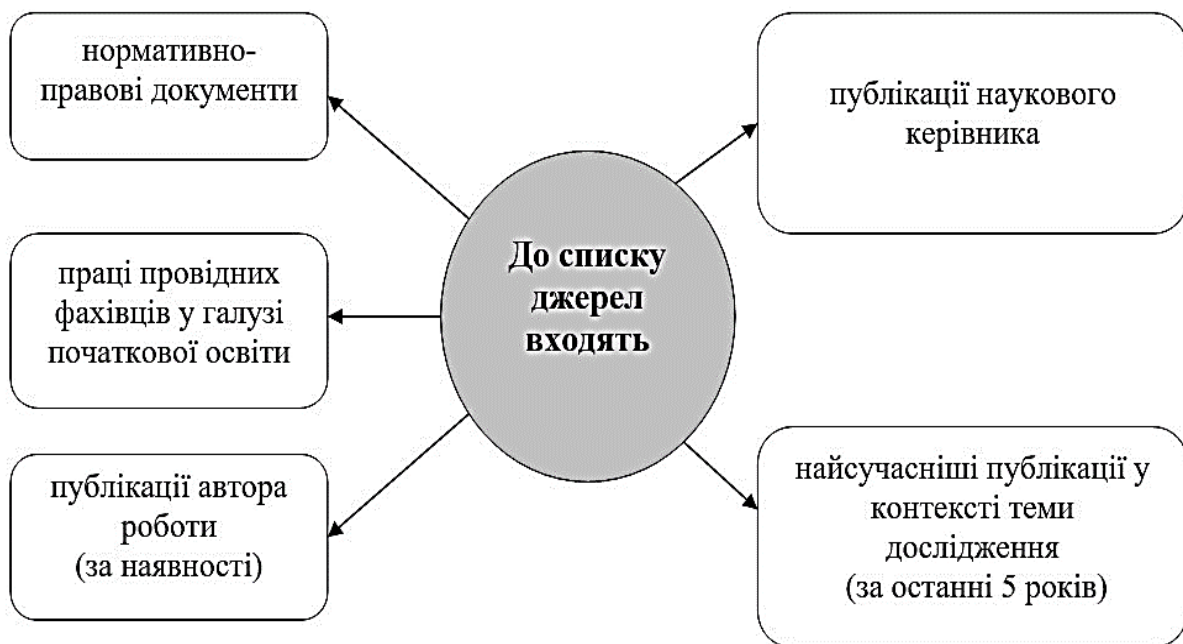 нормативно-
правові документи
публікації наукового
керівника
До списку
джерел
входять
праці провідних
фахівців у галузі
початкової освіти
публікації автора
роботи
(за наявності)
найсучасніші публікації у
контексті теми
дослідження
(за останні 5 років)